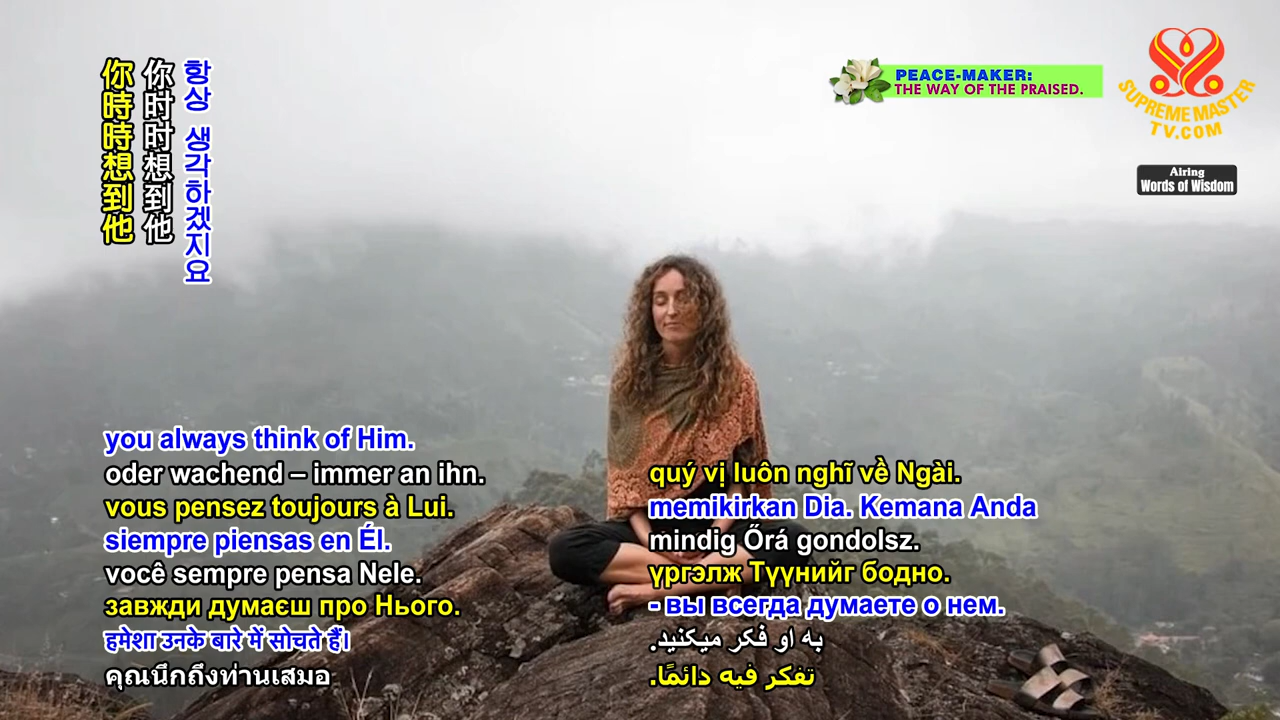 你時時想到他
你时时想到他
항상 생각하겠지요
PEACE-MAKER:
THE WAY OF THE PRAISED.
SUPREME MASTER
TV.COM
Airing
Words of Wisdom
you always think of Him.
oder wachend – immer an ihn.
vous pensez toujours à Lui.
siempre piensas en Él.
você sempre pensa Nele.
завжди думаєш про Нього.
हमेशा उनके बारे में सोचते हैं।
คุณนึกถึงท่านเสมอ
quý vị luôn nghĩ về Ngài.
memikirkan Dia. Kemana Anda
mindig Őrá gondolsz.
үргэлж Түүнийг бодно.
- вы всегда думаете о нем.
به او فکر میکنید.
تفكر فيه دائمًا.